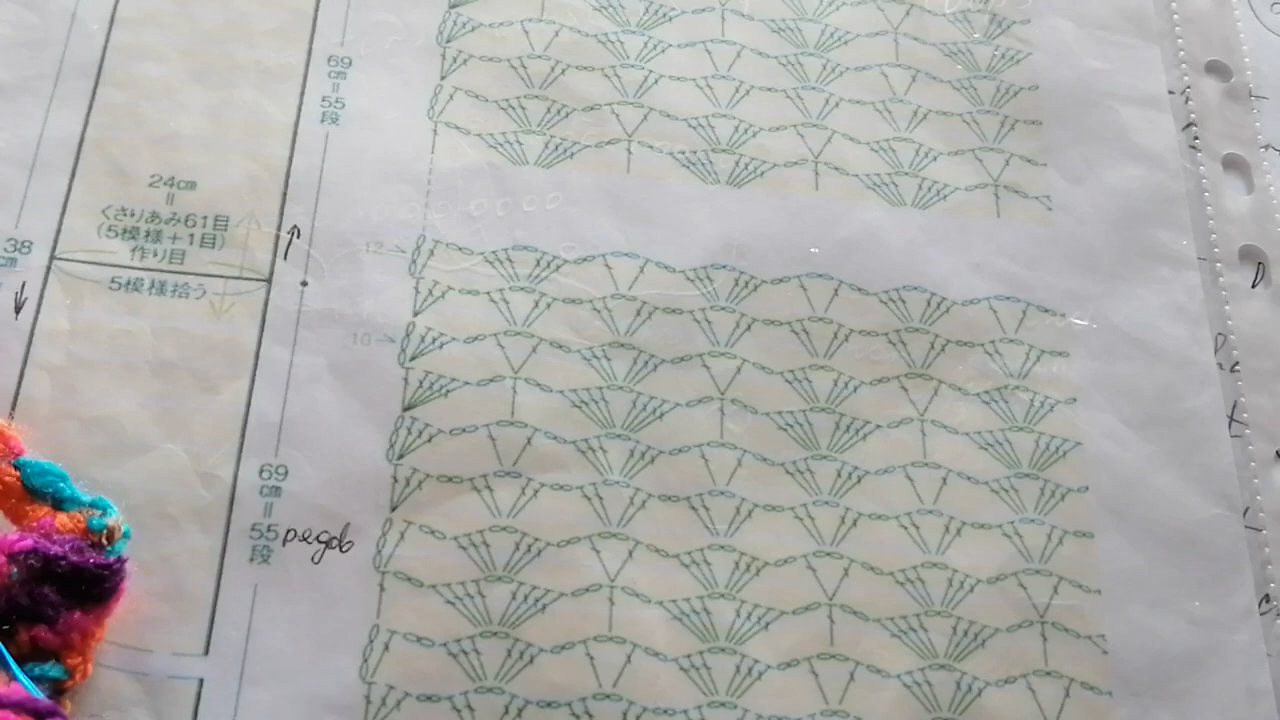 69
cm
=
55
段
24cm
=
くさりあみ61目
(5模様+1目)
作り目
38
cm
5模様拾う
12
10
69
cm
=
55 рядов
段